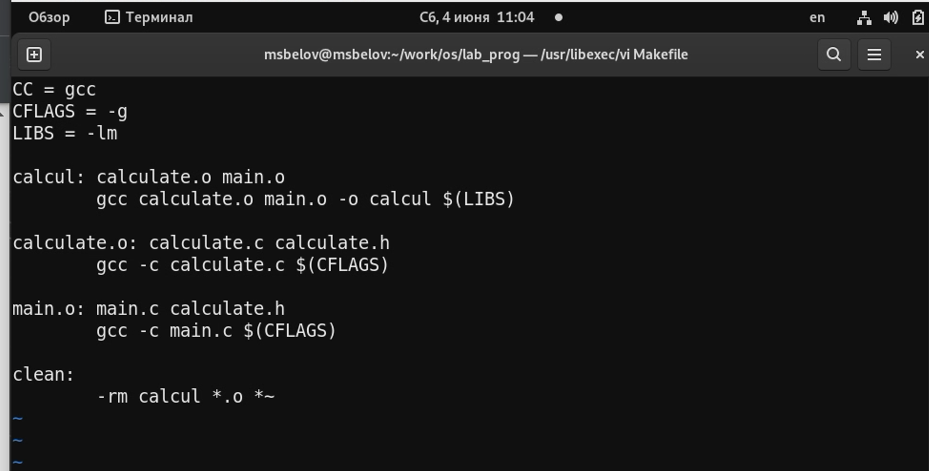 Обзор Терминал Сб, 4 июня 11:04 en
msbelov@msbelov:~/work/os/lab_prog — /usr/libexec/vi Makefile
CC = gcc
CFLAGS = -g
LIBS = -lm
calcul: calculate.o main.o
gcc calculate.o main.o -o calcul $(LIBS)
calculate.o: calculate.c calculate.h
gcc -c calculate.c $(CFLAGS)
main.o: main.c calculate.h
gcc -c main.c $(CFLAGS)
clean:
-rm calcul *.o *~
~
~
~